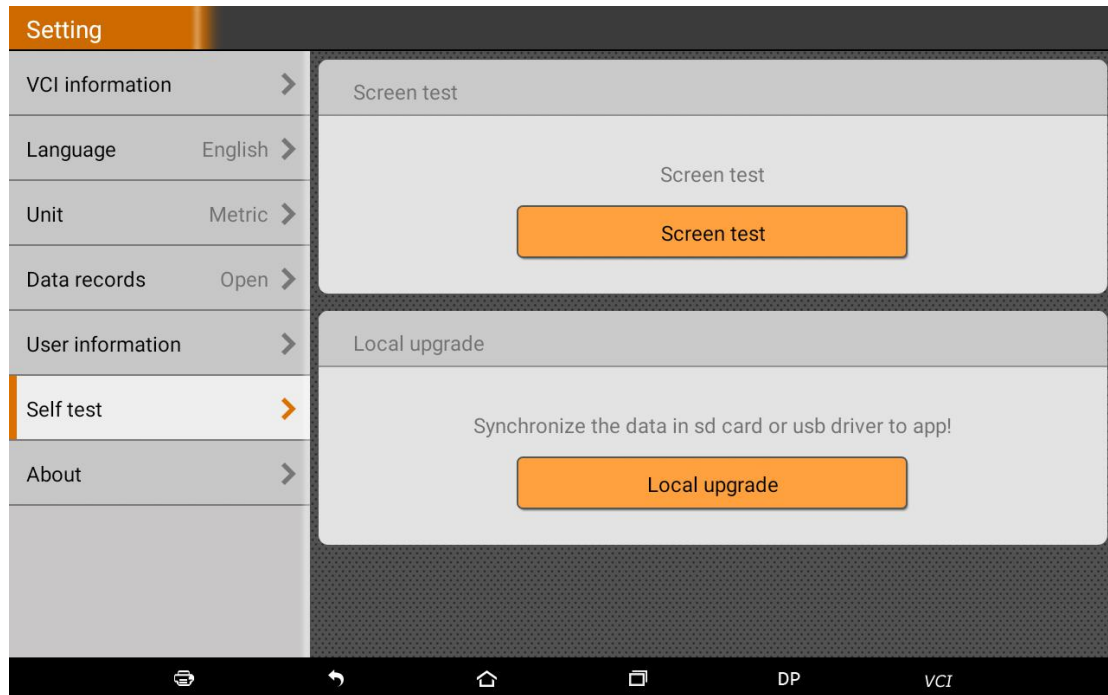 Setting
VCI information
Language English
Unit Metric
Data records Open
User information
Self test
About
Screen test
Screen test
Screen test
Local upgrade
Synchronize the data in sd card or usb driver to app!
Local upgrade
DP VCI